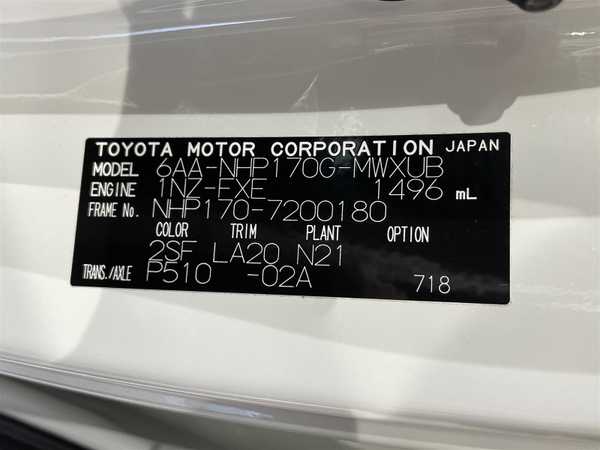 TOYOTA MOTOR CORPORATION JAPAN
MODEL 6AA-NHP170G-MWXUB
ENGINE 1NZ-FXE 1496 mL
FRAME No. NHP170-7200180
COLOR TRIM PLANT OPTION
2SF LA20 N21
TRANS./AXLE P510 -02A 718